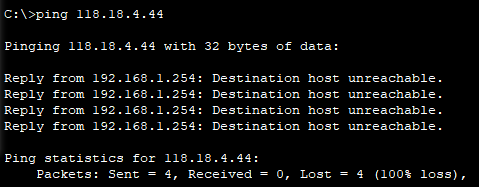 C:\>ping 118.18.4.44
Pinging 118.18.4.44 with 32 bytes of data:
Reply from 192.168.1.254: Destination host unreachable.
Reply from 192.168.1.254: Destination host unreachable.
Reply from 192.168.1.254: Destination host unreachable.
Reply from 192.168.1.254: Destination host unreachable.
Ping statistics for 118.18.4.44:
    Packets: Sent = 4, Received = 0, Lost = 4 (100% loss),